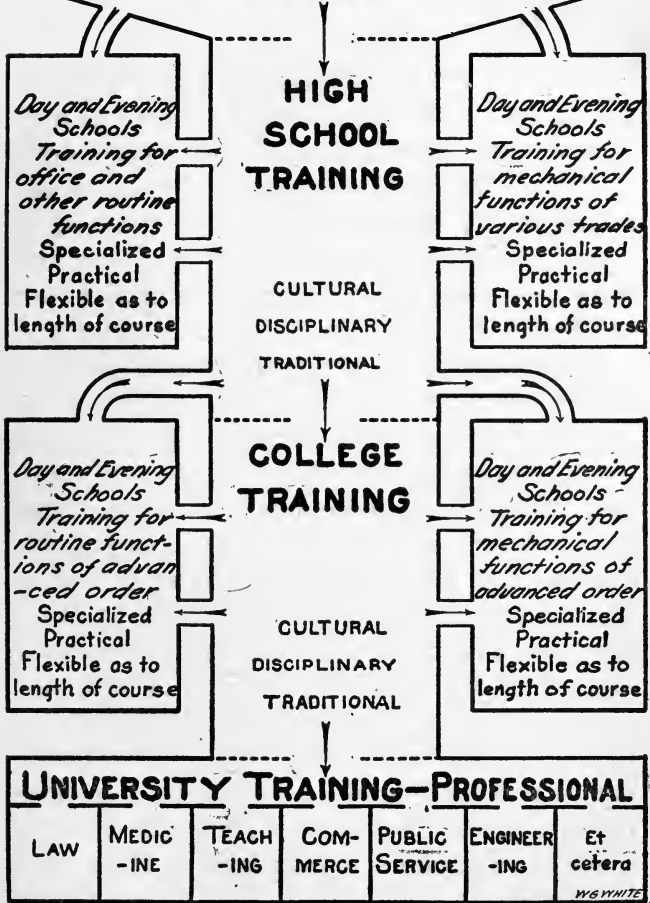 HIGH
SCHOOL
TRAINING
Day and Evening
Schools
Training for
office and
other routine
functions
Specialized
Practical
Flexible as to
length of course
CULTURAL
DISCIPLINARY
TRADITIONAL
Day and Evening
Schools
Training for
mechanical
functions of
various trades
Specialized
Practical
Flexible as to
length of course
COLLEGE
TRAINING
Day and Evening
Schools
Training for
routine funct-
ions of advan
-ced order
Specialized
Practical
Flexible as to
length of course
CULTURAL
DISCIPLINARY
TRADITIONAL
Day and Evening
Schools
Training for
mechanical
functions of
advanced order
Specialized
Practical
Flexible as to
length of course
UNIVERSITY TRAINING—PROFESSIONAL
LAW
MEDIC
-INE
TEACH
-ING
COM-
MERCE
PUBLIC
SERVICE
ENGINEER
-ING
Et
cetera
W G WHITE